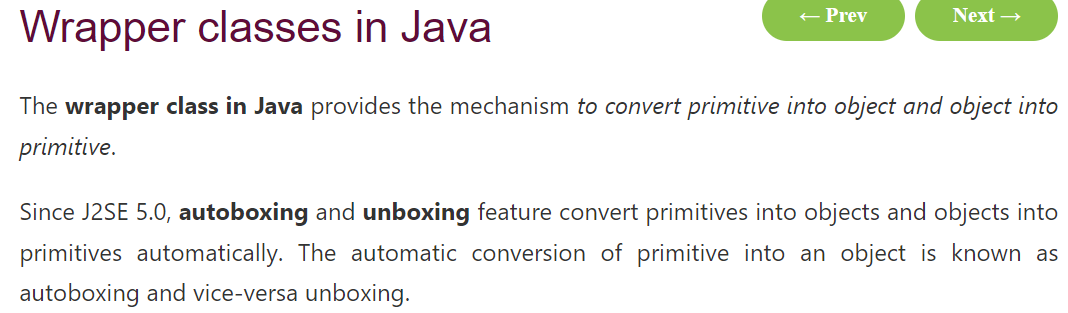 Wrapper classes in Java
← Prev
Next →
The wrapper class in Java provides the mechanism to convert primitive into object and object into
primitive.
Since J2SE 5.0, autoboxing and unboxing feature convert primitives into objects and objects into
primitives automatically. The automatic conversion of primitive into an object is known as
autoboxing and vice-versa unboxing.